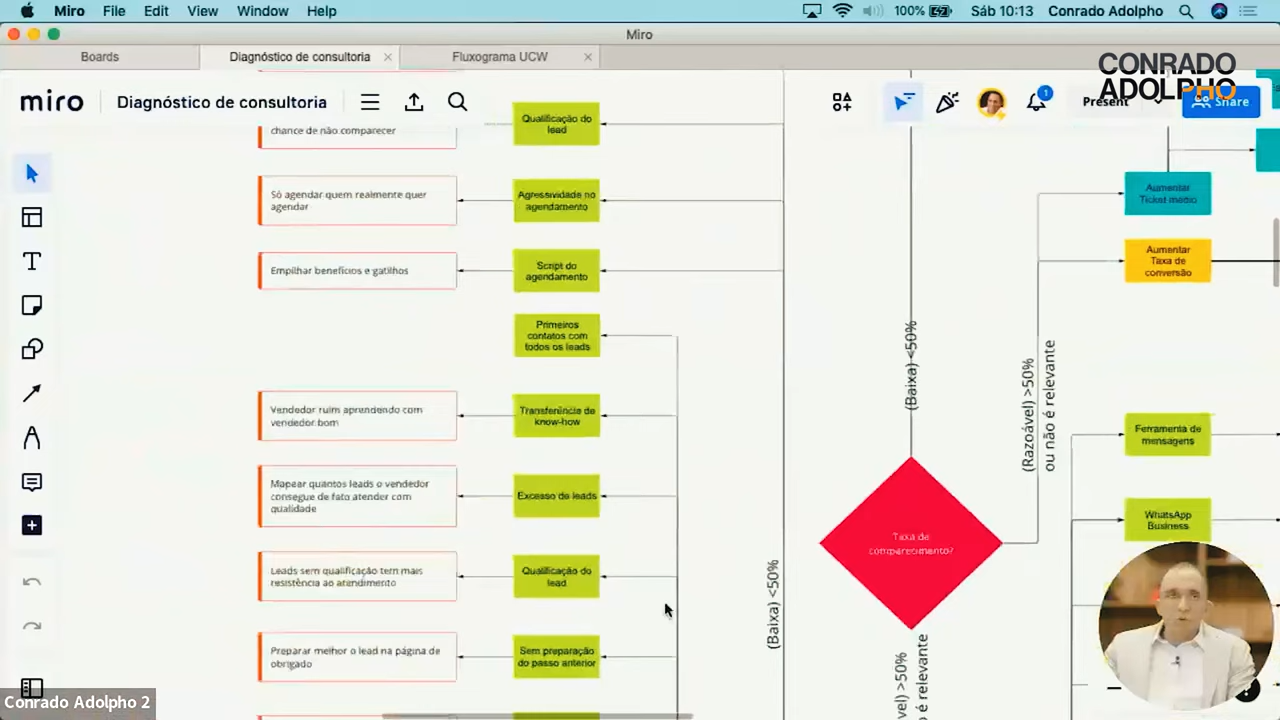 Miro File Edit View Window Help
100% Sáb 10:13 Conrado Adolpho
Miro
Boards
Diagnóstico de consultoria
Fluxograma UCW
miro
Diagnóstico de consultoria
1
Present
Share
CONRADO
ADOLPHO
chance de não comparecer
Qualificação do
lead
Só agendar quem realmente quer
agendar
Agressividade no
agendamento
Empilhar benefícios e gatilhos
Script do
agendamento
Primeiros
contatos com
todos os leads
Vendedor ruim aprendendo com
vendedor bom
Transferência de
know-how
Mapear quantos leads o vendedor
consegue de fato atender com
qualidade
Excesso de leads
Leads sem qualificação tem mais
resistência ao atendimento
Qualificação do
lead
Preparar melhor o lead na página de
obrigado
Sem preparação
do passo anterior
(Baixa) <50%
(Baixa) <50%
Taxa de
comparecimento?
(Razoável) >50%
ou não é relevante
vel) >50%
o é relevante
Aumentar
Ticket médio
Aumentar
Taxa de
conversão
Ferramenta de
mensagens
WhatsApp
Business
Conrado Adolpho 2